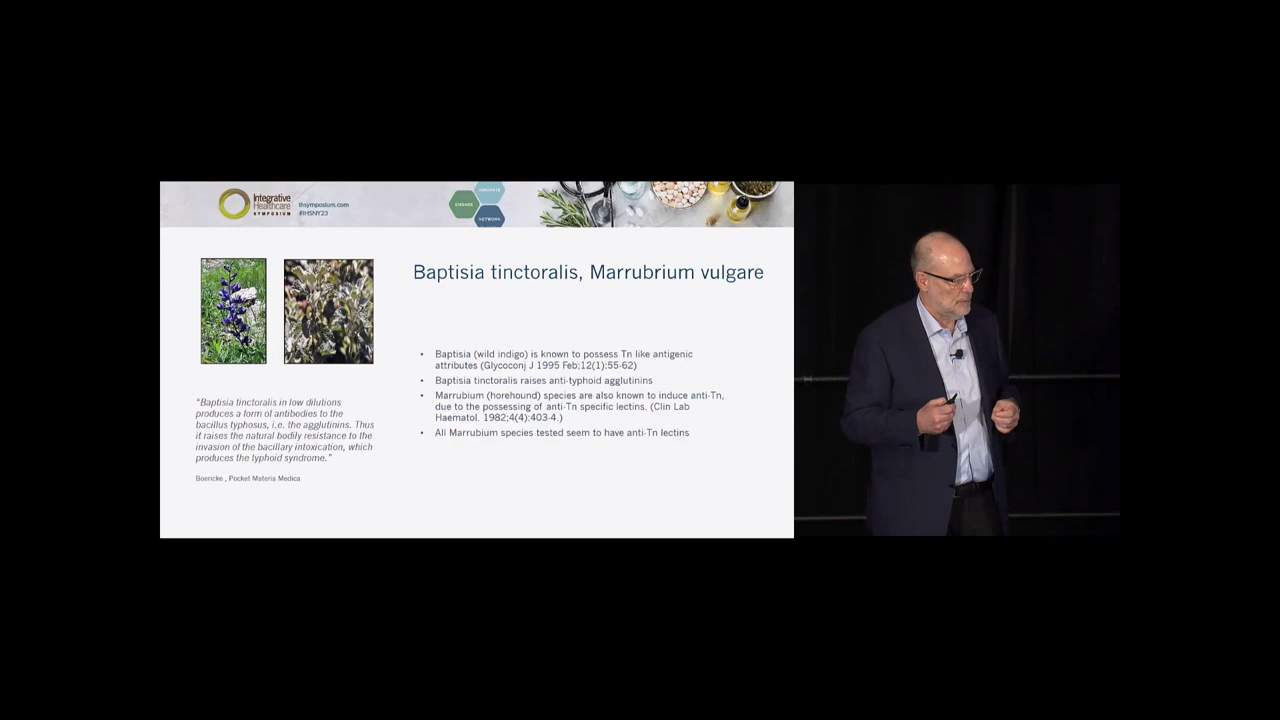 Integrative
Healthcare
SYMPOSIUM
ihsymposium.com
#IHSNY23
INNOVATE
ENGAGE
NETWORK
Baptisia tinctoralis, Marrubrium vulgare
• Baptisia (wild indigo) is known to possess Tn like antigenic
attributes (Glycoconj J 1995 Feb;12(1):55-62)
• Baptisia tinctoralis raises anti-typhoid agglutinins
• Marrubium (horehound) species are also known to induce anti-Tn,
due to the possessing of anti-Tn specific lectins. (Clin Lab
Haematol. 1982;4(4):403-4.)
• All Marrubium species tested seem to have anti-Tn lectins
"Baptisia tinctoralis in low dilutions
produces a form of antibodies to the
bacillus typhosus, i.e. the agglutinins. Thus
it raises the natural bodily resistance to the
invasion of the bacillary intoxication, which
produces the typhoid syndrome."
Boericke , Pocket Materia Medica